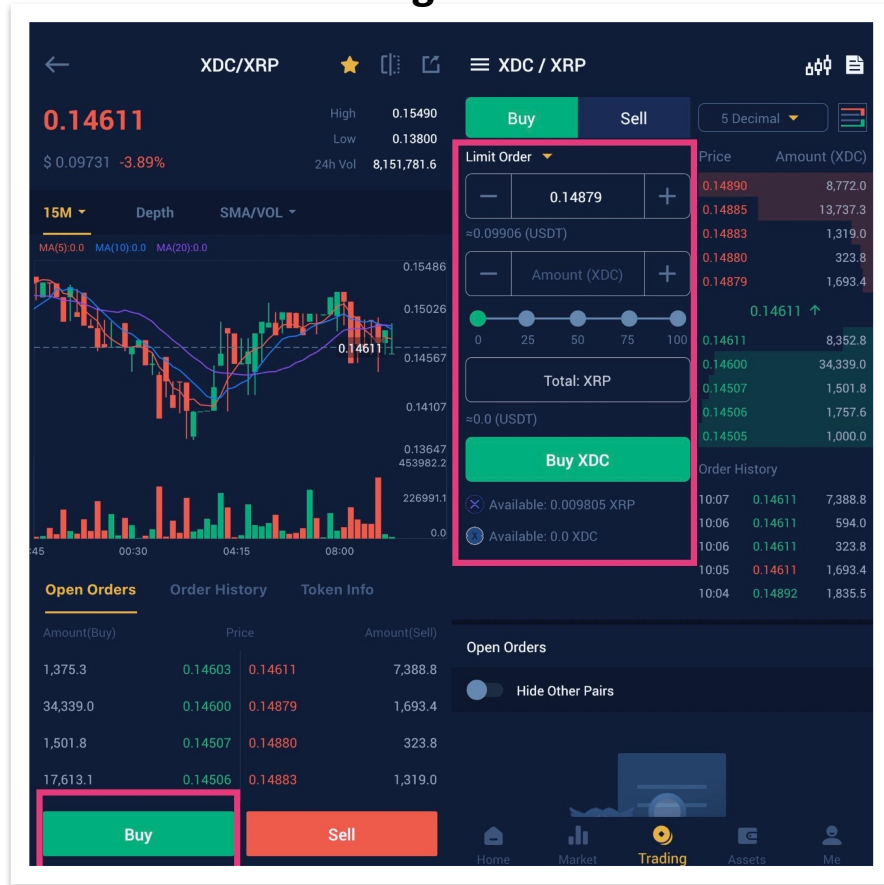 XDC/XRP
0.14611
High 0.15490
Low 0.13800
$ 0.09731 -3.89%
24h Vol 8,151,781.6
15M Depth SMA/VOL
MA(5):0.0 MA(10):0.0 MA(20):0.0
0.15486
0.15026
0.14611
0.14567
0.14107
0.13647
453982.2
226991.1
0.0
:45 00:30 04:15 08:00
Open Orders Order History Token Info
Amount(Buy) Price Amount(Sell)
1,375.3 0.14603 0.14611 7,388.8
34,339.0 0.14600 0.14879 1,693.4
1,501.8 0.14507 0.14880 323.8
17,613.1 0.14506 0.14883 1,319.0
Buy Sell
XDC / XRP
Buy Sell
5 Decimal
Limit Order
0.14879
≈0.09906 (USDT)
Amount (XDC)
0 25 50 75 100
Total: XRP
≈0.0 (USDT)
Buy XDC
Available: 0.009805 XRP
Available: 0.0 XDC
Price Amount (XDC)
0.14890 8,772.0
0.14885 13,737.3
0.14883 1,319.0
0.14880 323.8
0.14879 1,693.4
0.14611 ↑
0.14611 8,352.8
0.14600 34,339.0
0.14507 1,501.8
0.14506 1,757.6
0.14505 1,000.0
Order History
10:07 0.14611 7,388.8
10:06 0.14611 594.0
10:06 0.14611 323.8
10:05 0.14611 1,693.4
10:04 0.14892 1,835.5
Open Orders
Hide Other Pairs
Home Market Trading Assets Me